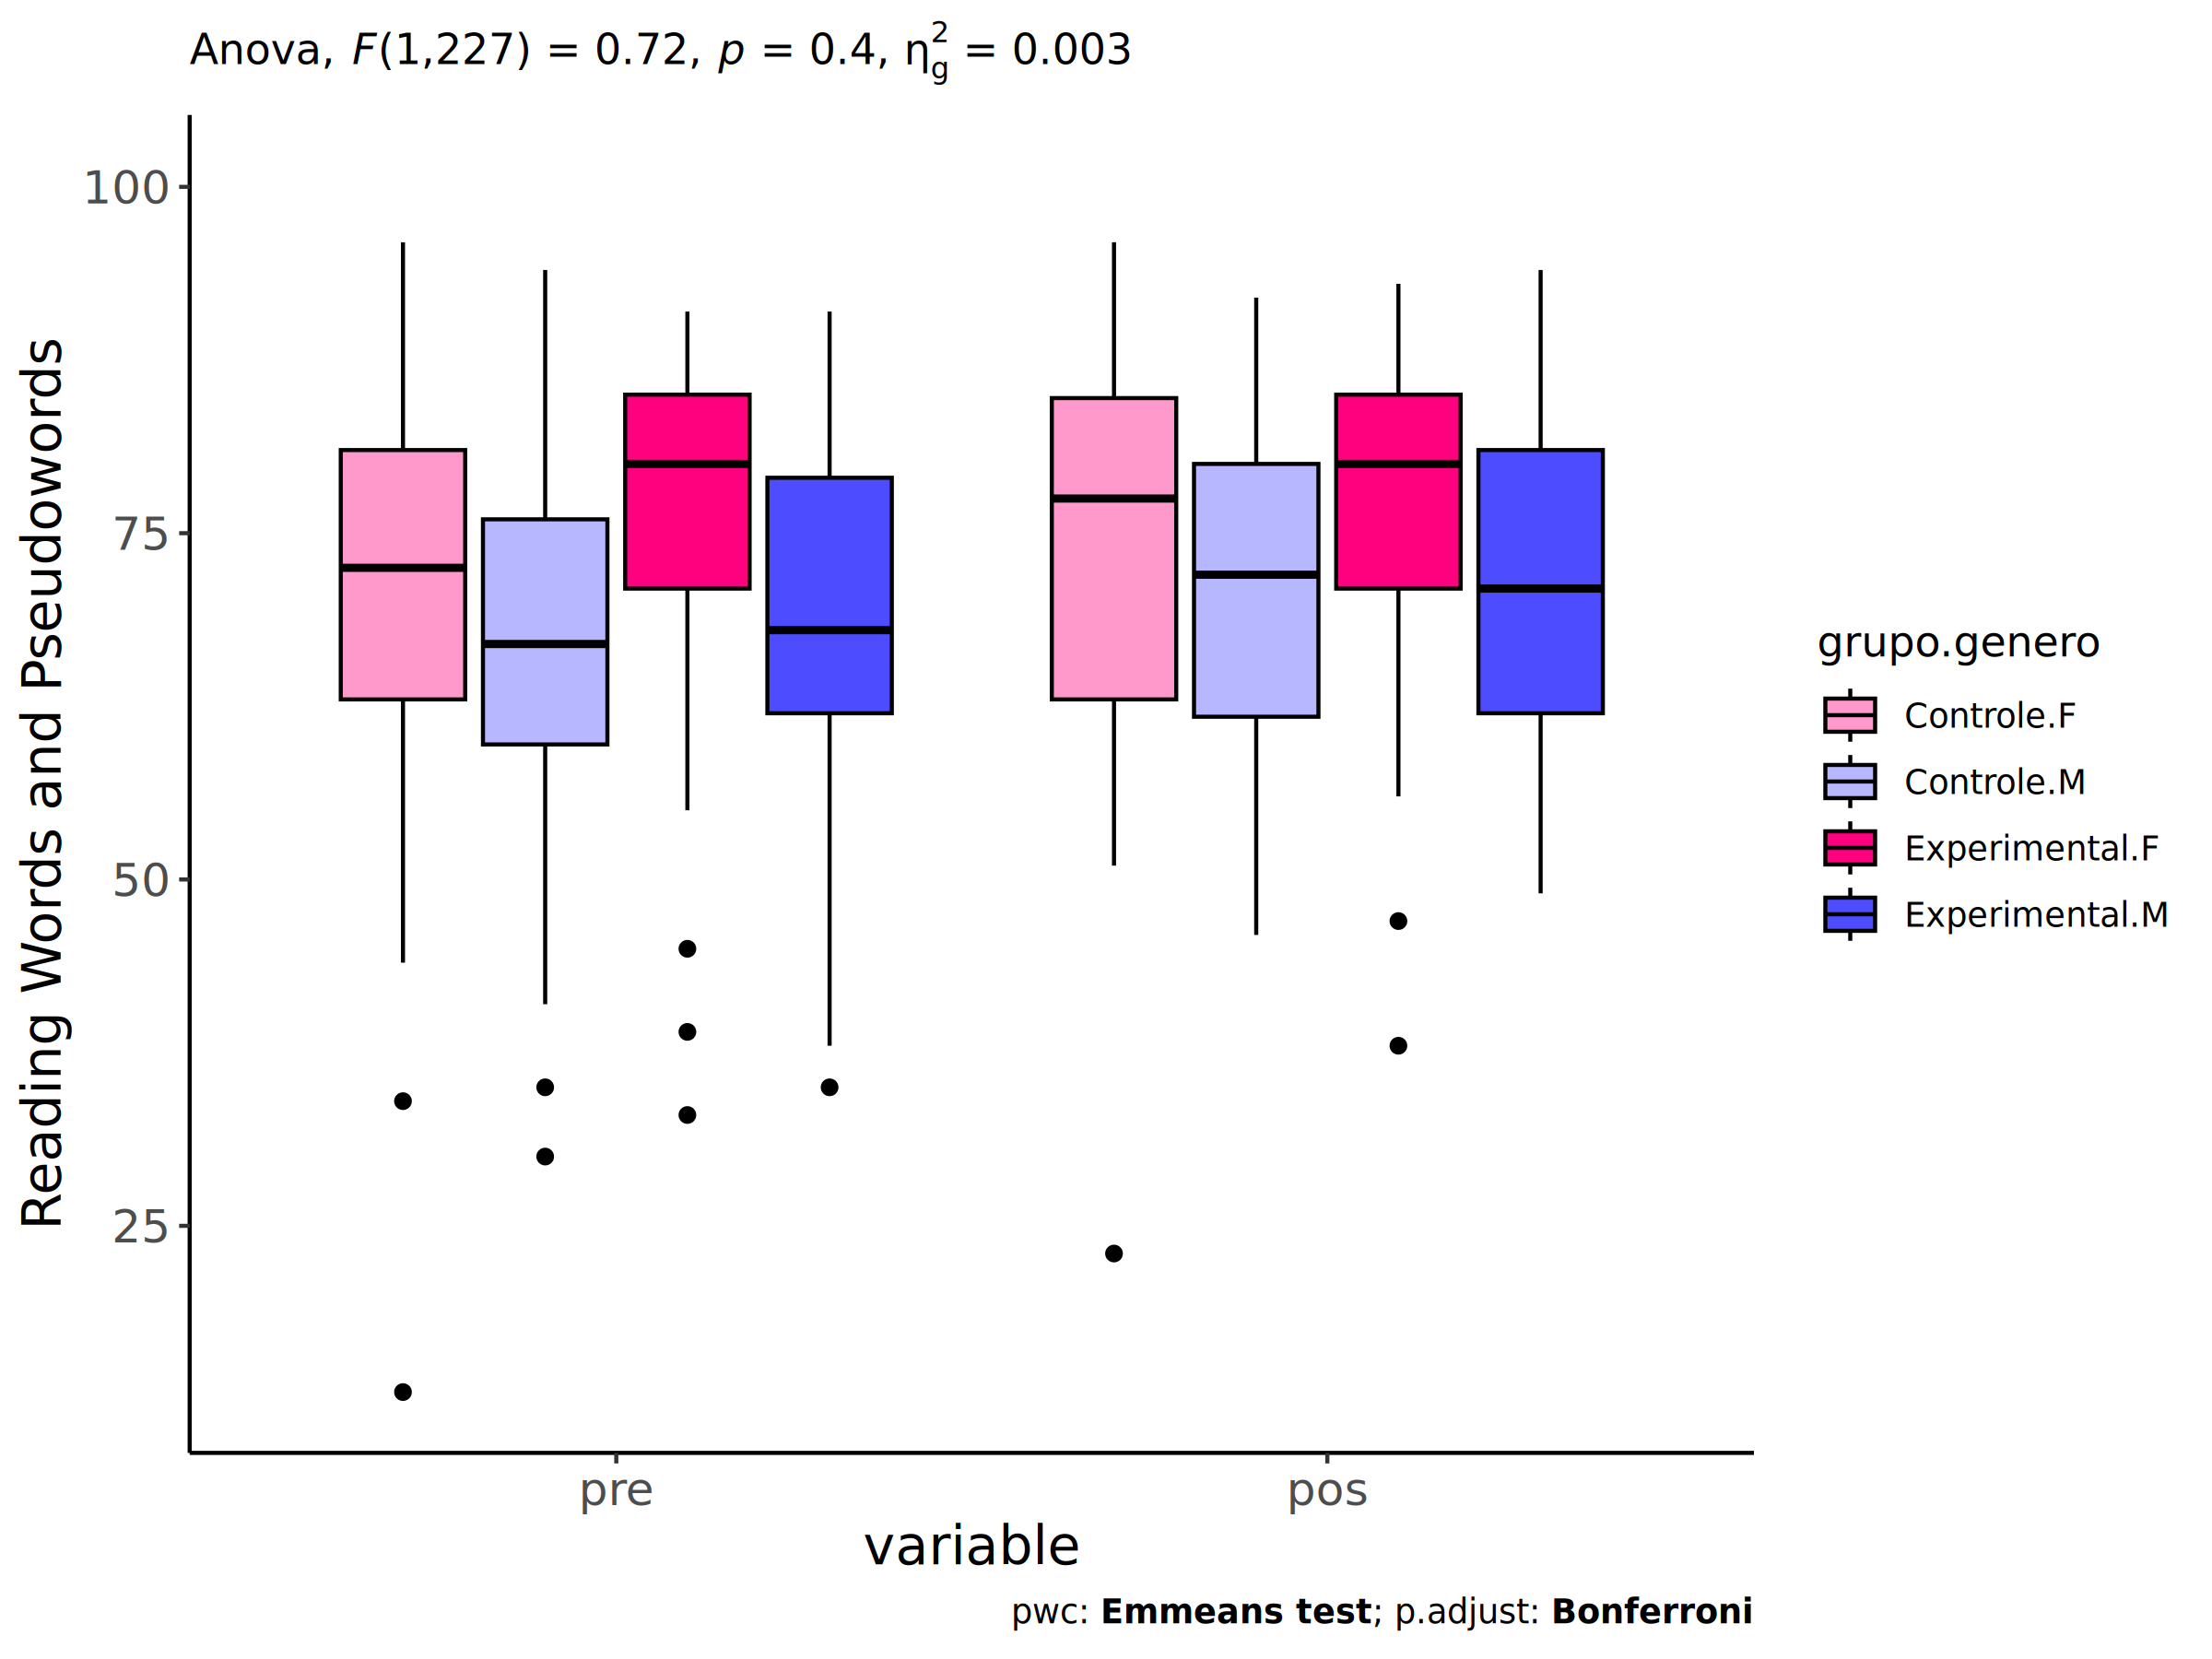 Anova, F(1,227) = 0.72, p = 0.4, η²g = 0.003
Reading Words and Pseudowords
100
75
50
25
pre
pos
variable
grupo.genero
Controle.F
Controle.M
Experimental.F
Experimental.M
pwc: Emmeans test; p.adjust: Bonferroni